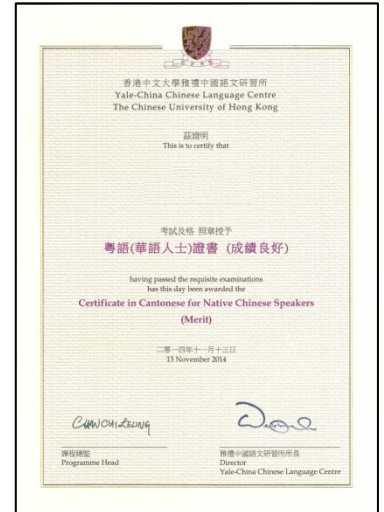 香港中文大學雅禮中國語文研習所
Yale-China Chinese Language Centre
The Chinese University of Hong Kong
茲證明
This is to certify that
考試及格 照章授予
粵語(華語人士)證書 (成績良好)
having passed the requisite examinations
has this day been awarded the
Certificate in Cantonese for Native Chinese Speakers
(Merit)
二零一四年十一月十三日
13 November 2014
CHAN CHI LEUNG
課程總監
Programme Head
雅禮中國語文研習所所長
Director
Yale-China Chinese Language Centre